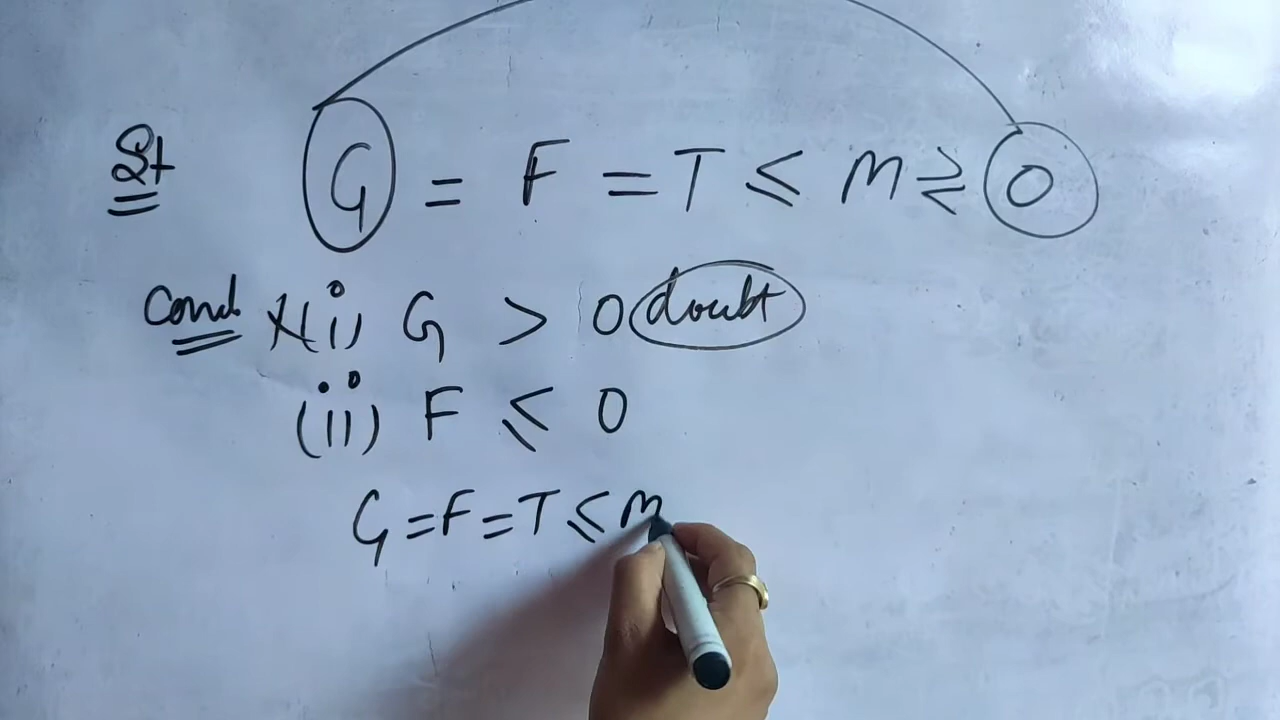 St G = F = T ≤ M ≥ O
Cond. X(i) G > O doubt
(ii) F ≤ O
G = F = T ≤ M